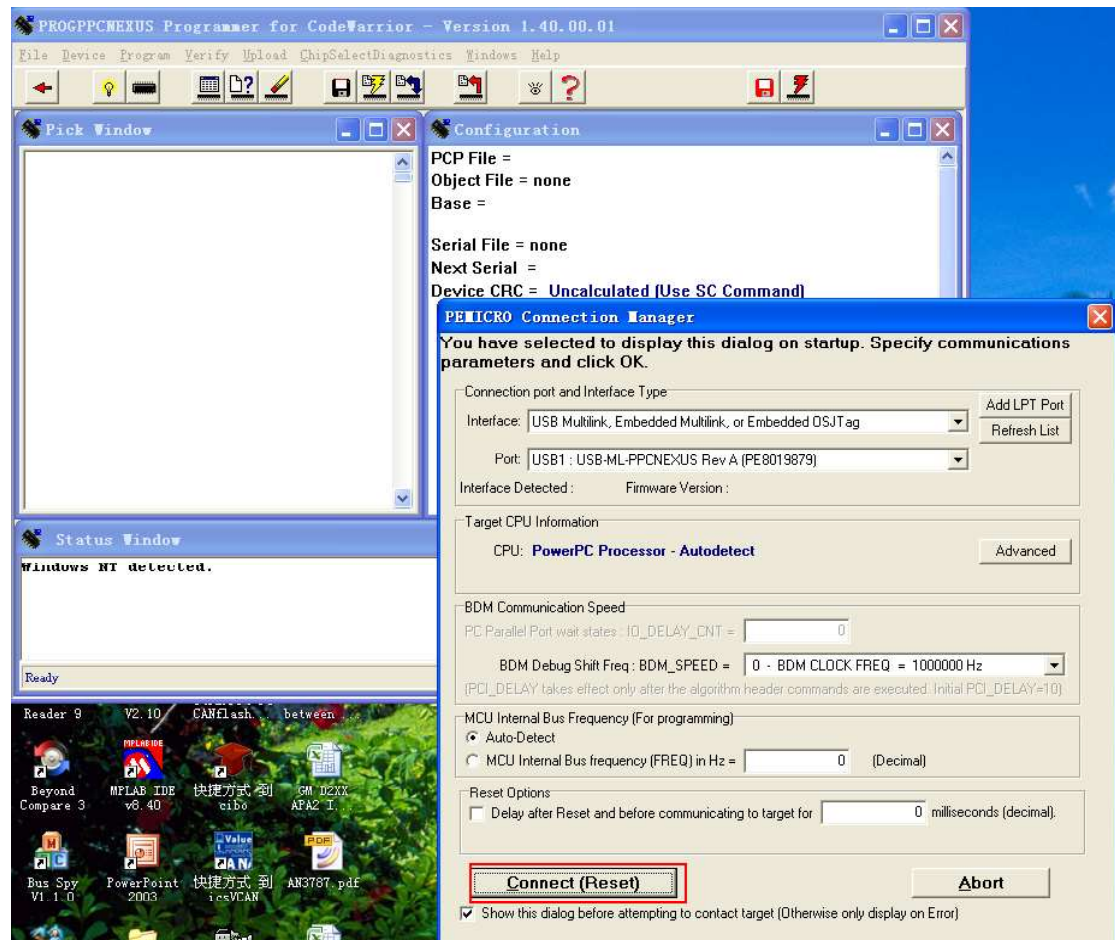 PROGPPCNEXUS Programmer for CodeWarrior - Version 1.40.00.01
File Device Program Verify Upload ChipSelectDiagnostics Windows Help
Pick Window
Configuration
PCP File =
Object File = none
Base =
Serial File = none
Next Serial =
Device CRC = Uncalculated (Use SC Command)
PEMICRO Connection Manager
You have selected to display this dialog on startup. Specify communications
parameters and click OK.
Connection port and Interface Type
Add LPT Port
Interface: USB Multilink, Embedded Multilink, or Embedded OSJTag
Refresh List
Port: USB1 : USB-ML-PPCNEXUS Rev A (PE8019879)
Interface Detected : Firmware Version :
Target CPU Information
CPU: PowerPC Processor - Autodetect
Advanced
BDM Communication Speed
PC Parallel Port wait states : IO_DELAY_CNT = 0
BDM Debug Shift Freq : BDM_SPEED = 0 - BDM CLOCK FREQ = 1000000 Hz
(PCI_DELAY takes effect only after the algorithm header commands are executed. Initial PCI_DELAY=10)
MCU Internal Bus Frequency (For programming)
Auto-Detect
MCU Internal Bus frequency (FREQ) in Hz = 0 (Decimal)
Reset Options
Delay after Reset and before communicating to target for 0 milliseconds (decimal).
Connect (Reset)
Abort
Show this dialog before attempting to contact target (Otherwise only display on Error)
Status Window
Windows NT detected.
Ready
Reader 9 V2.10 CANflash... between ...
MPLAB IDE
Beyond MPLAB IDE 快捷方式 到 GM D2XX
Compare 3 v8.40 cibo APA2 I...
Value
CAN
PDF
Bus Spy PowerPoint 快捷方式 到 AN3787.pdf
V1.1.0 2003 icsVCAN